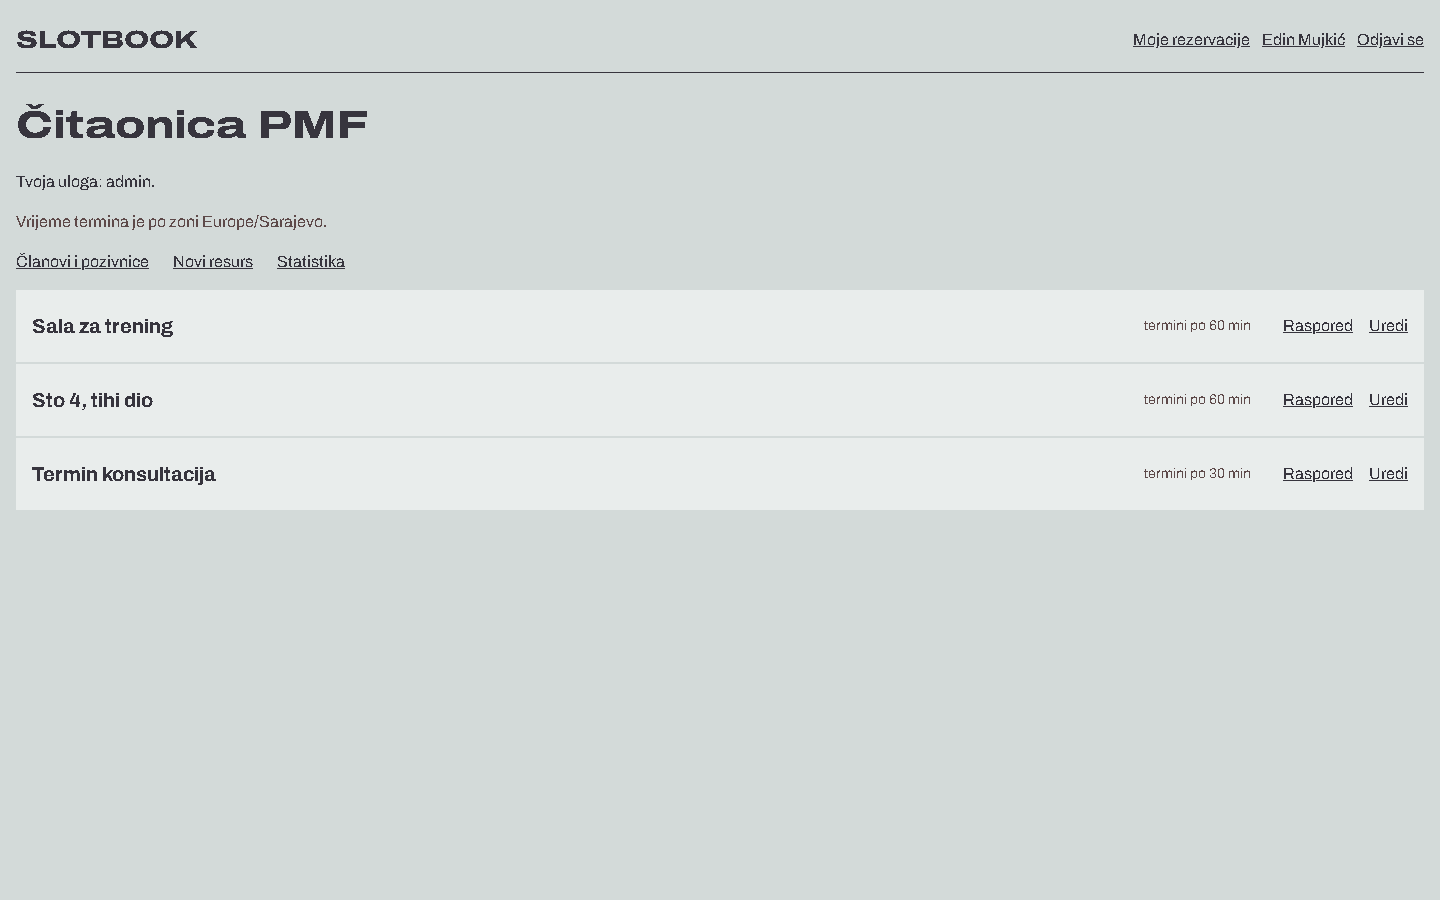 SLOTBOOK
Moje rezervacije Edin Mujkić Odjavi se
Čitaonica PMF
Tvoja uloga: admin.
Vrijeme termina je po zoni Europe/Sarajevo.
Članovi i pozivnice Novi resurs Statistika
Sala za trening termini po 60 min Raspored Uredi
Sto 4, tihi dio termini po 60 min Raspored Uredi
Termin konsultacija termini po 30 min Raspored Uredi